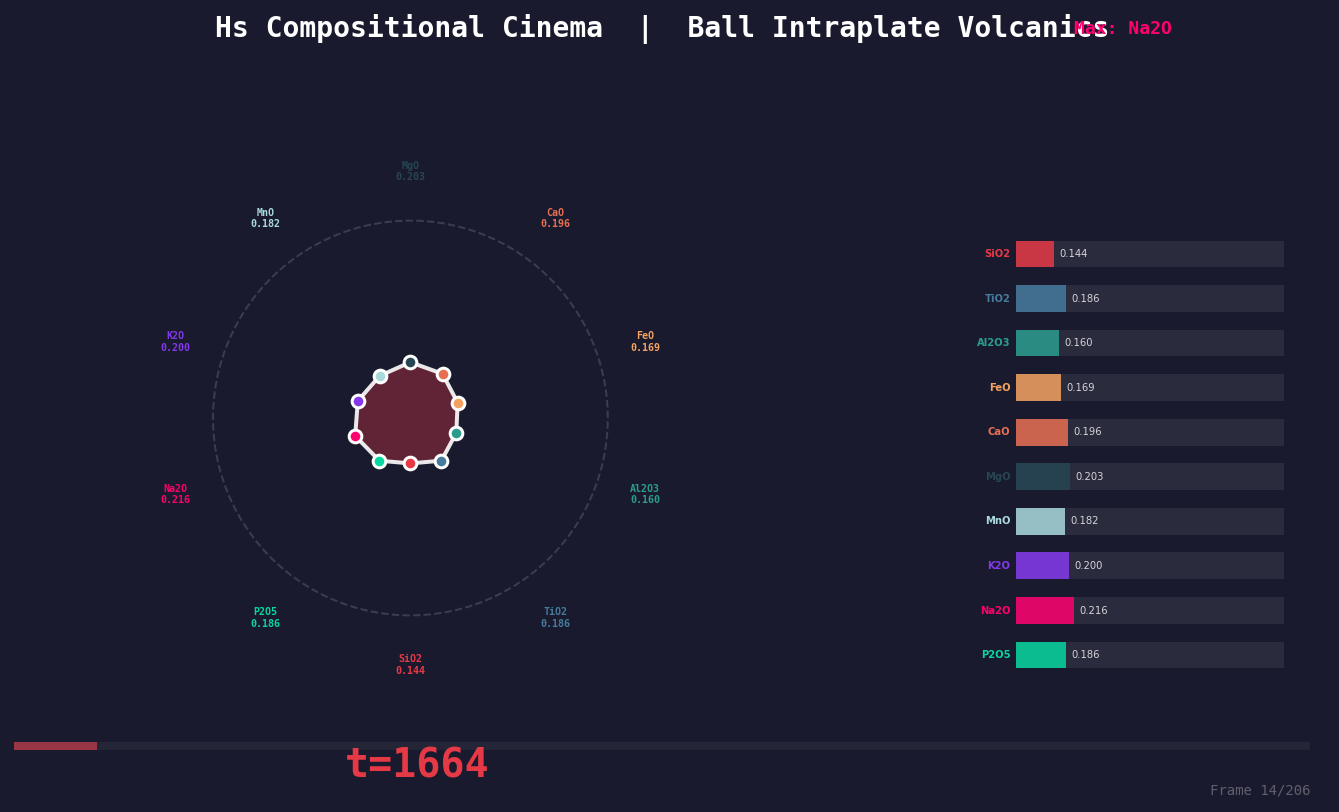 Hs Compositional Cinema | Ball Intraplate Volcanics
Max: Na2O
MgO
0.203
MnO
0.182
CaO
0.196
K2O
0.200
FeO
0.169
Na2O
0.216
Al2O3
0.160
P2O5
0.186
TiO2
0.186
SiO2
0.144
SiO2 0.144
TiO2 0.186
Al2O3 0.160
FeO 0.169
CaO 0.196
MgO 0.203
MnO 0.182
K2O 0.200
Na2O 0.216
P2O5 0.186
t=1664
Frame 14/206